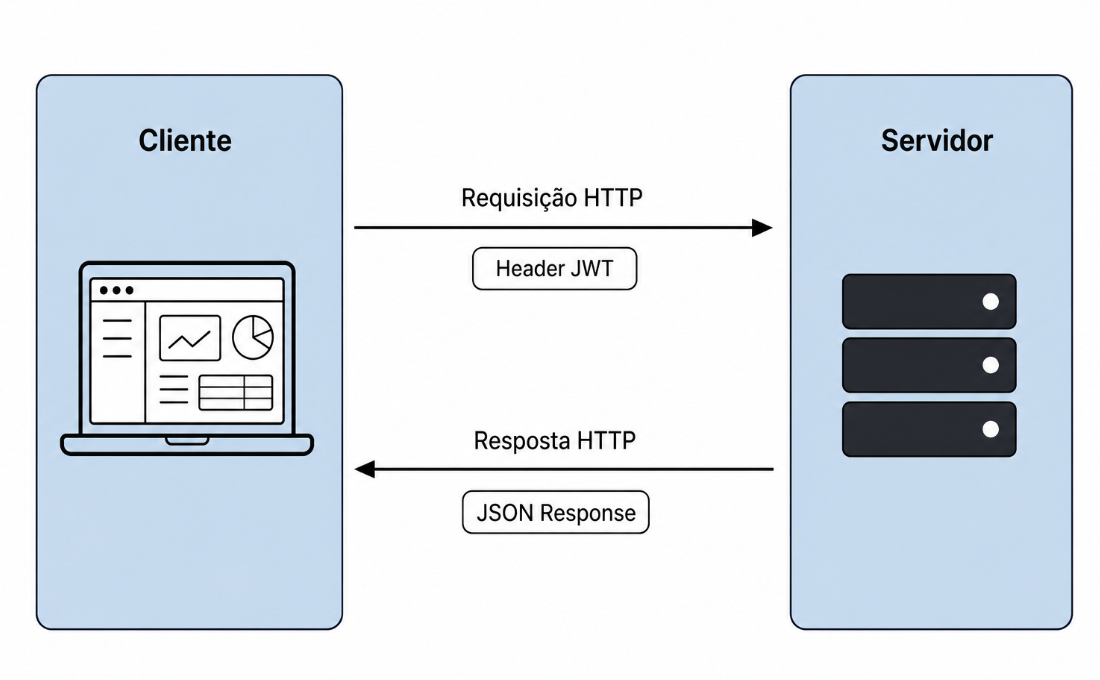 Cliente
Servidor
Requisição HTTP
Header JWT
Resposta HTTP
JSON Response